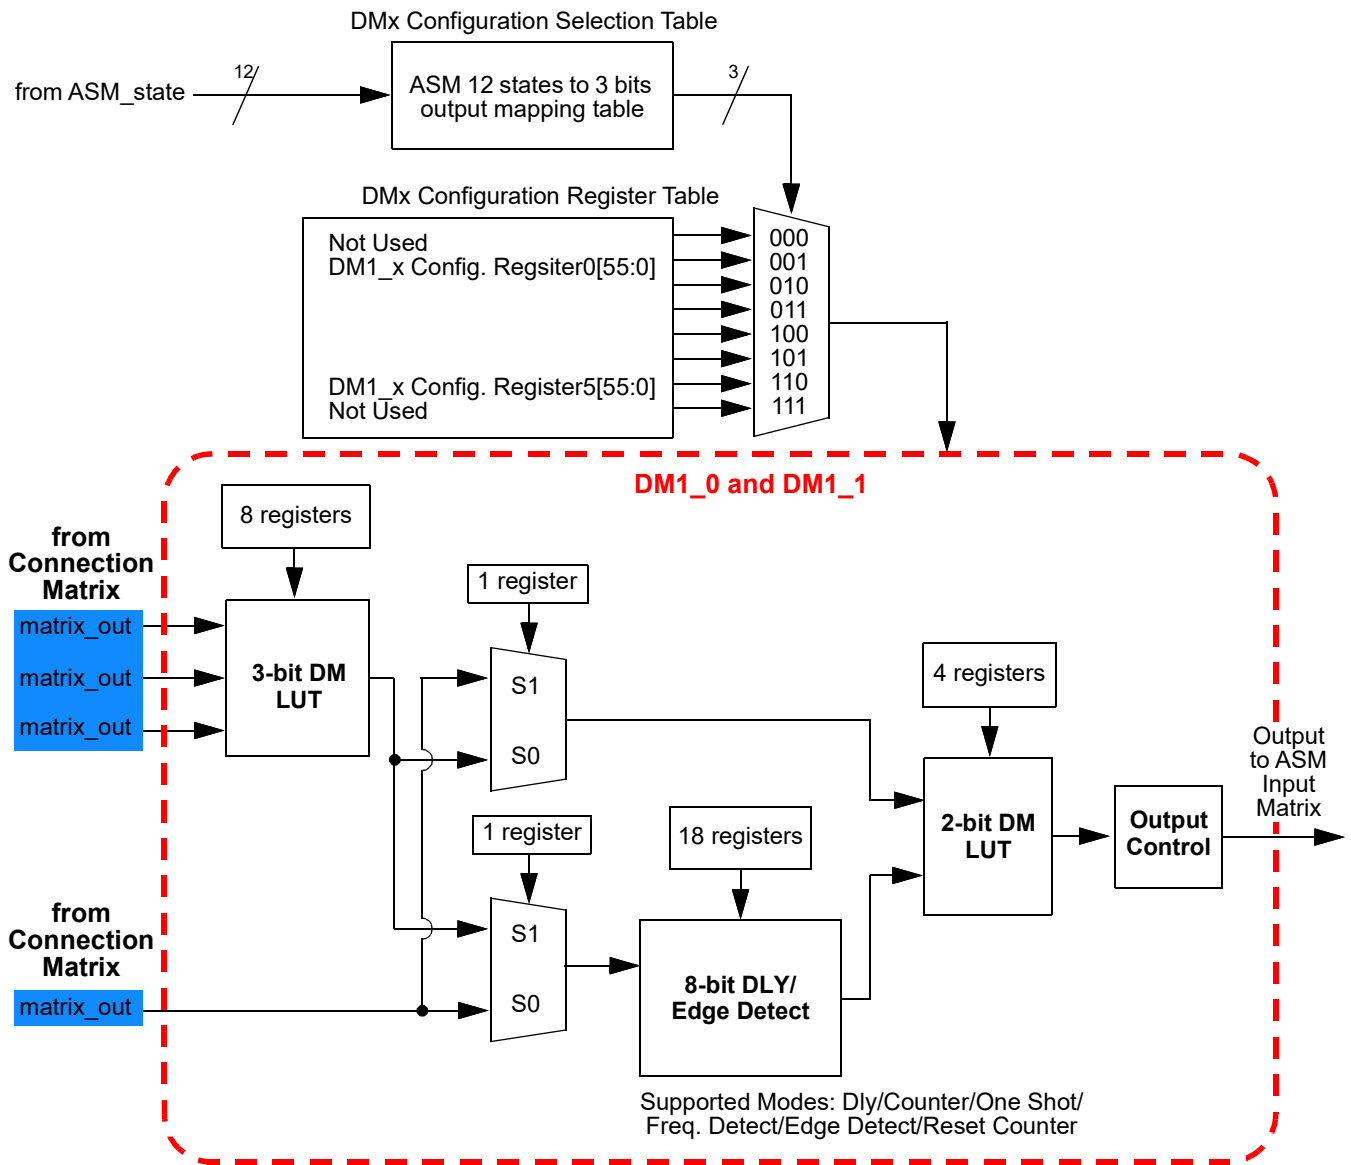 DMx Configuration Selection Table
from ASM_state
12
ASM 12 states to 3 bits
output mapping table
3
DMx Configuration Register Table
Not Used
DM1_x Config. Regsiter0[55:0]
DM1_x Config. Register5[55:0]
Not Used
000
001
010
011
100
101
110
111
DM1_0 and DM1_1
8 registers
from
Connection
Matrix
matrix_out
matrix_out
matrix_out
3-bit DM
LUT
1 register
S1
S0
4 registers
2-bit DM
LUT
Output
Control
Output
to ASM
Input
Matrix
1 register
18 registers
from
Connection
Matrix
matrix_out
S1
S0
8-bit DLY/
Edge Detect
Supported Modes: Dly/Counter/One Shot/
Freq. Detect/Edge Detect/Reset Counter